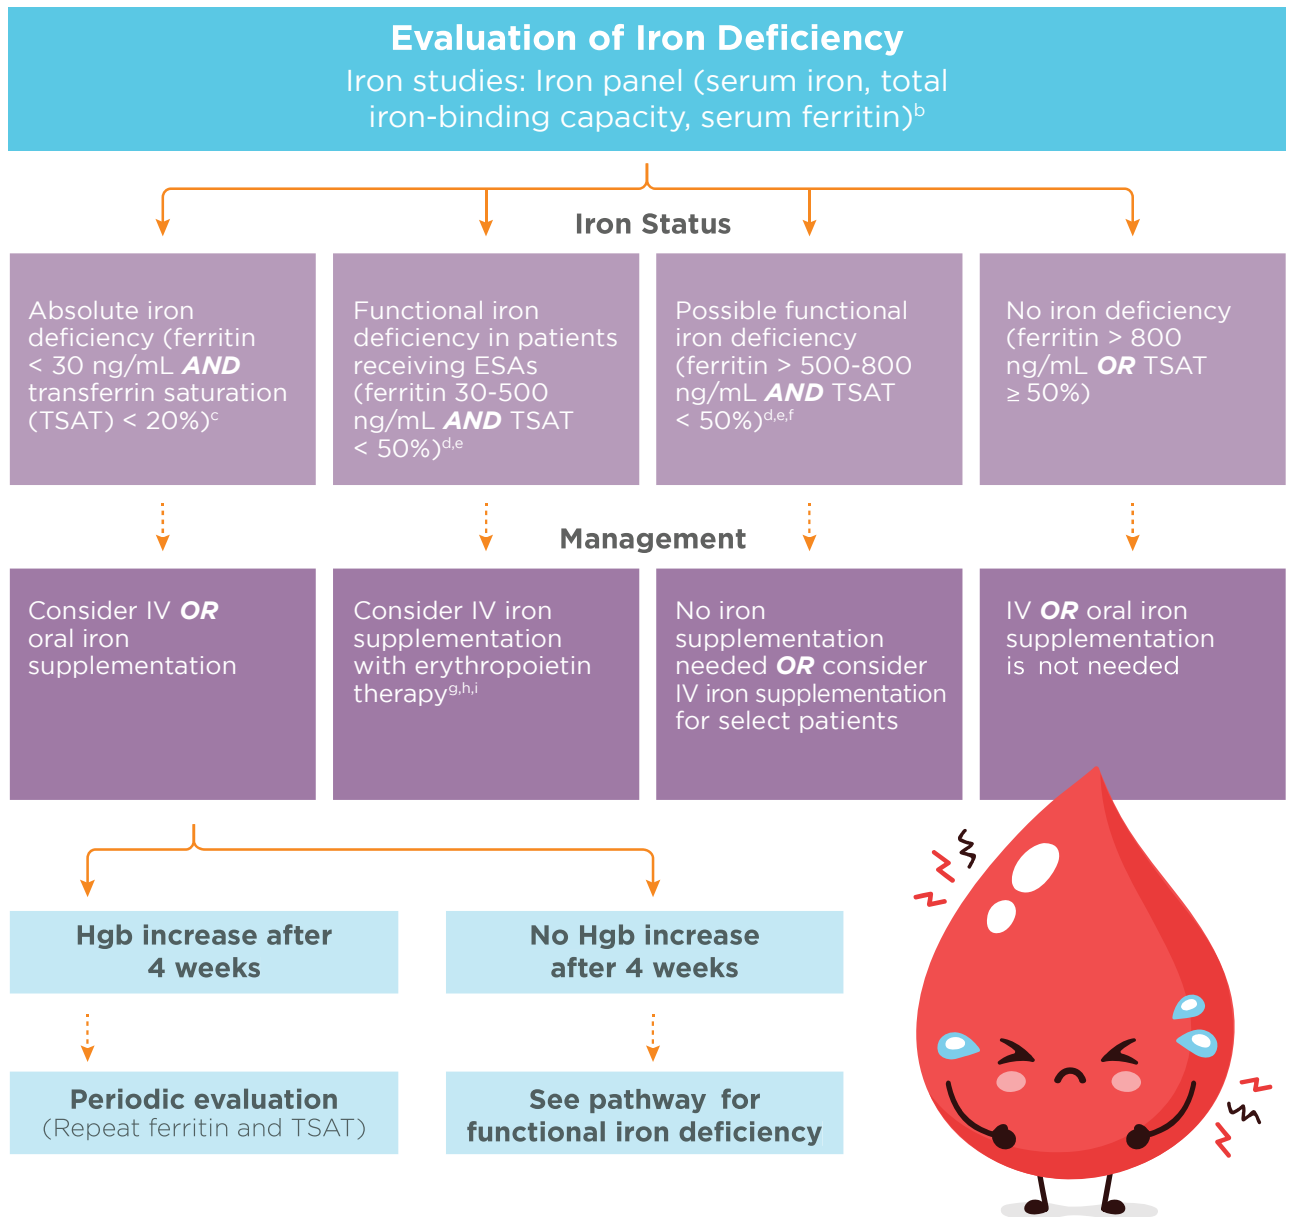 Evaluation of Iron Deficiency
Iron studies: Iron panel (serum iron, total
iron-binding capacity, serum ferritin)ᵇ
Iron Status
Absolute iron
deficiency (ferritin
< 30 ng/mL AND
transferrin saturation
(TSAT) < 20%)ᶜ
Functional iron
deficiency in patients
receiving ESAs
(ferritin 30-500
ng/mL AND TSAT
< 50%)ᵈ,ᵉ
Possible functional
iron deficiency
(ferritin > 500-800
ng/mL AND TSAT
< 50%)ᵈ,ᵉ,ᶠ
No iron deficiency
(ferritin > 800
ng/mL OR TSAT
≥ 50%)
Management
Consider IV OR
oral iron
supplementation
Consider IV iron
supplementation
with erythropoietin
therapyᵍ,ʰ,ⁱ
No iron
supplementation
needed OR consider
IV iron supplementation
for select patients
IV OR oral iron
supplementation
is not needed
Hgb increase after
4 weeks
No Hgb increase
after 4 weeks
Periodic evaluation
(Repeat ferritin and TSAT)
See pathway for
functional iron deficiency